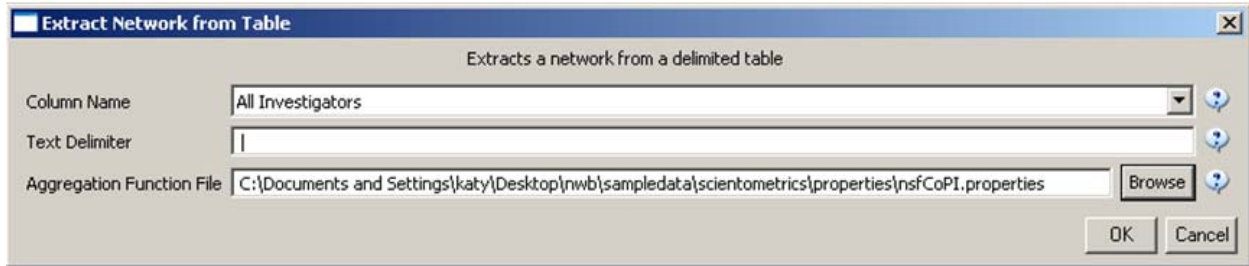 Extract Network from Table
Extracts a network from a delimited table
Column Name All Investigators
Text Delimiter |
Aggregation Function File C:\Documents and Settings\katy\Desktop\nwb\sampledata\scientometrics\properties\nsfCoPI.properties Browse
OK Cancel